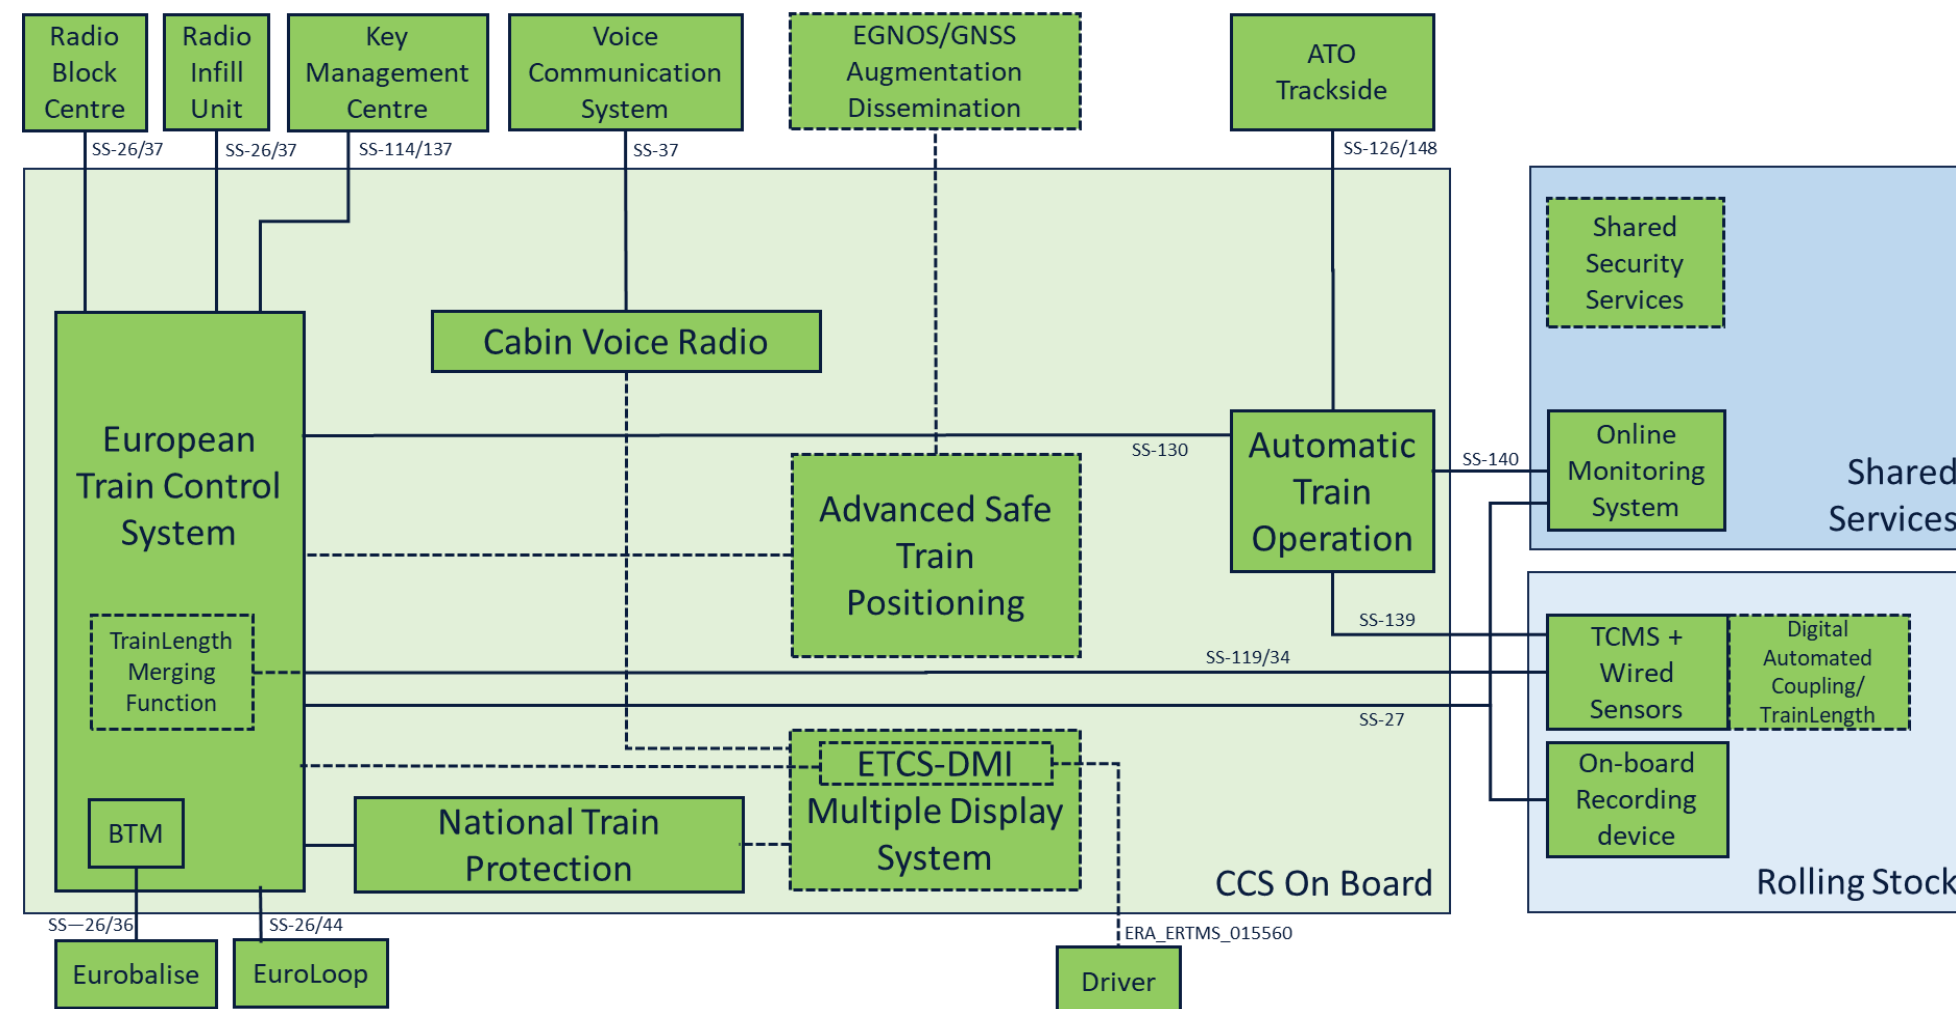 Radio
Block
Centre
Radio
Infill
Unit
Key
Management
Centre
Voice
Communication
System
EGNOS/GNSS
Augmentation
Dissemination
ATO
Trackside
SS-26/37
SS-26/37
SS-114/137
SS-37
SS-126/148
Shared
Security
Services
Cabin Voice Radio
European
Train Control
System
SS-130
Automatic
Train
Operation
SS-140
Online
Monitoring
System
Shared
Services
Advanced Safe
Train
Positioning
TrainLength
Merging
Function
SS-139
SS-119/34
SS-27
TCMS +
Wired
Sensors
Digital
Automated
Coupling/
TrainLength
ETCS-DMI
Multiple Display
System
On-board
Recording
device
BTM
National Train
Protection
CCS On Board
Rolling Stock
SS—26/36
SS-26/44
ERA_ERTMS_015560
Eurobalise
EuroLoop
Driver